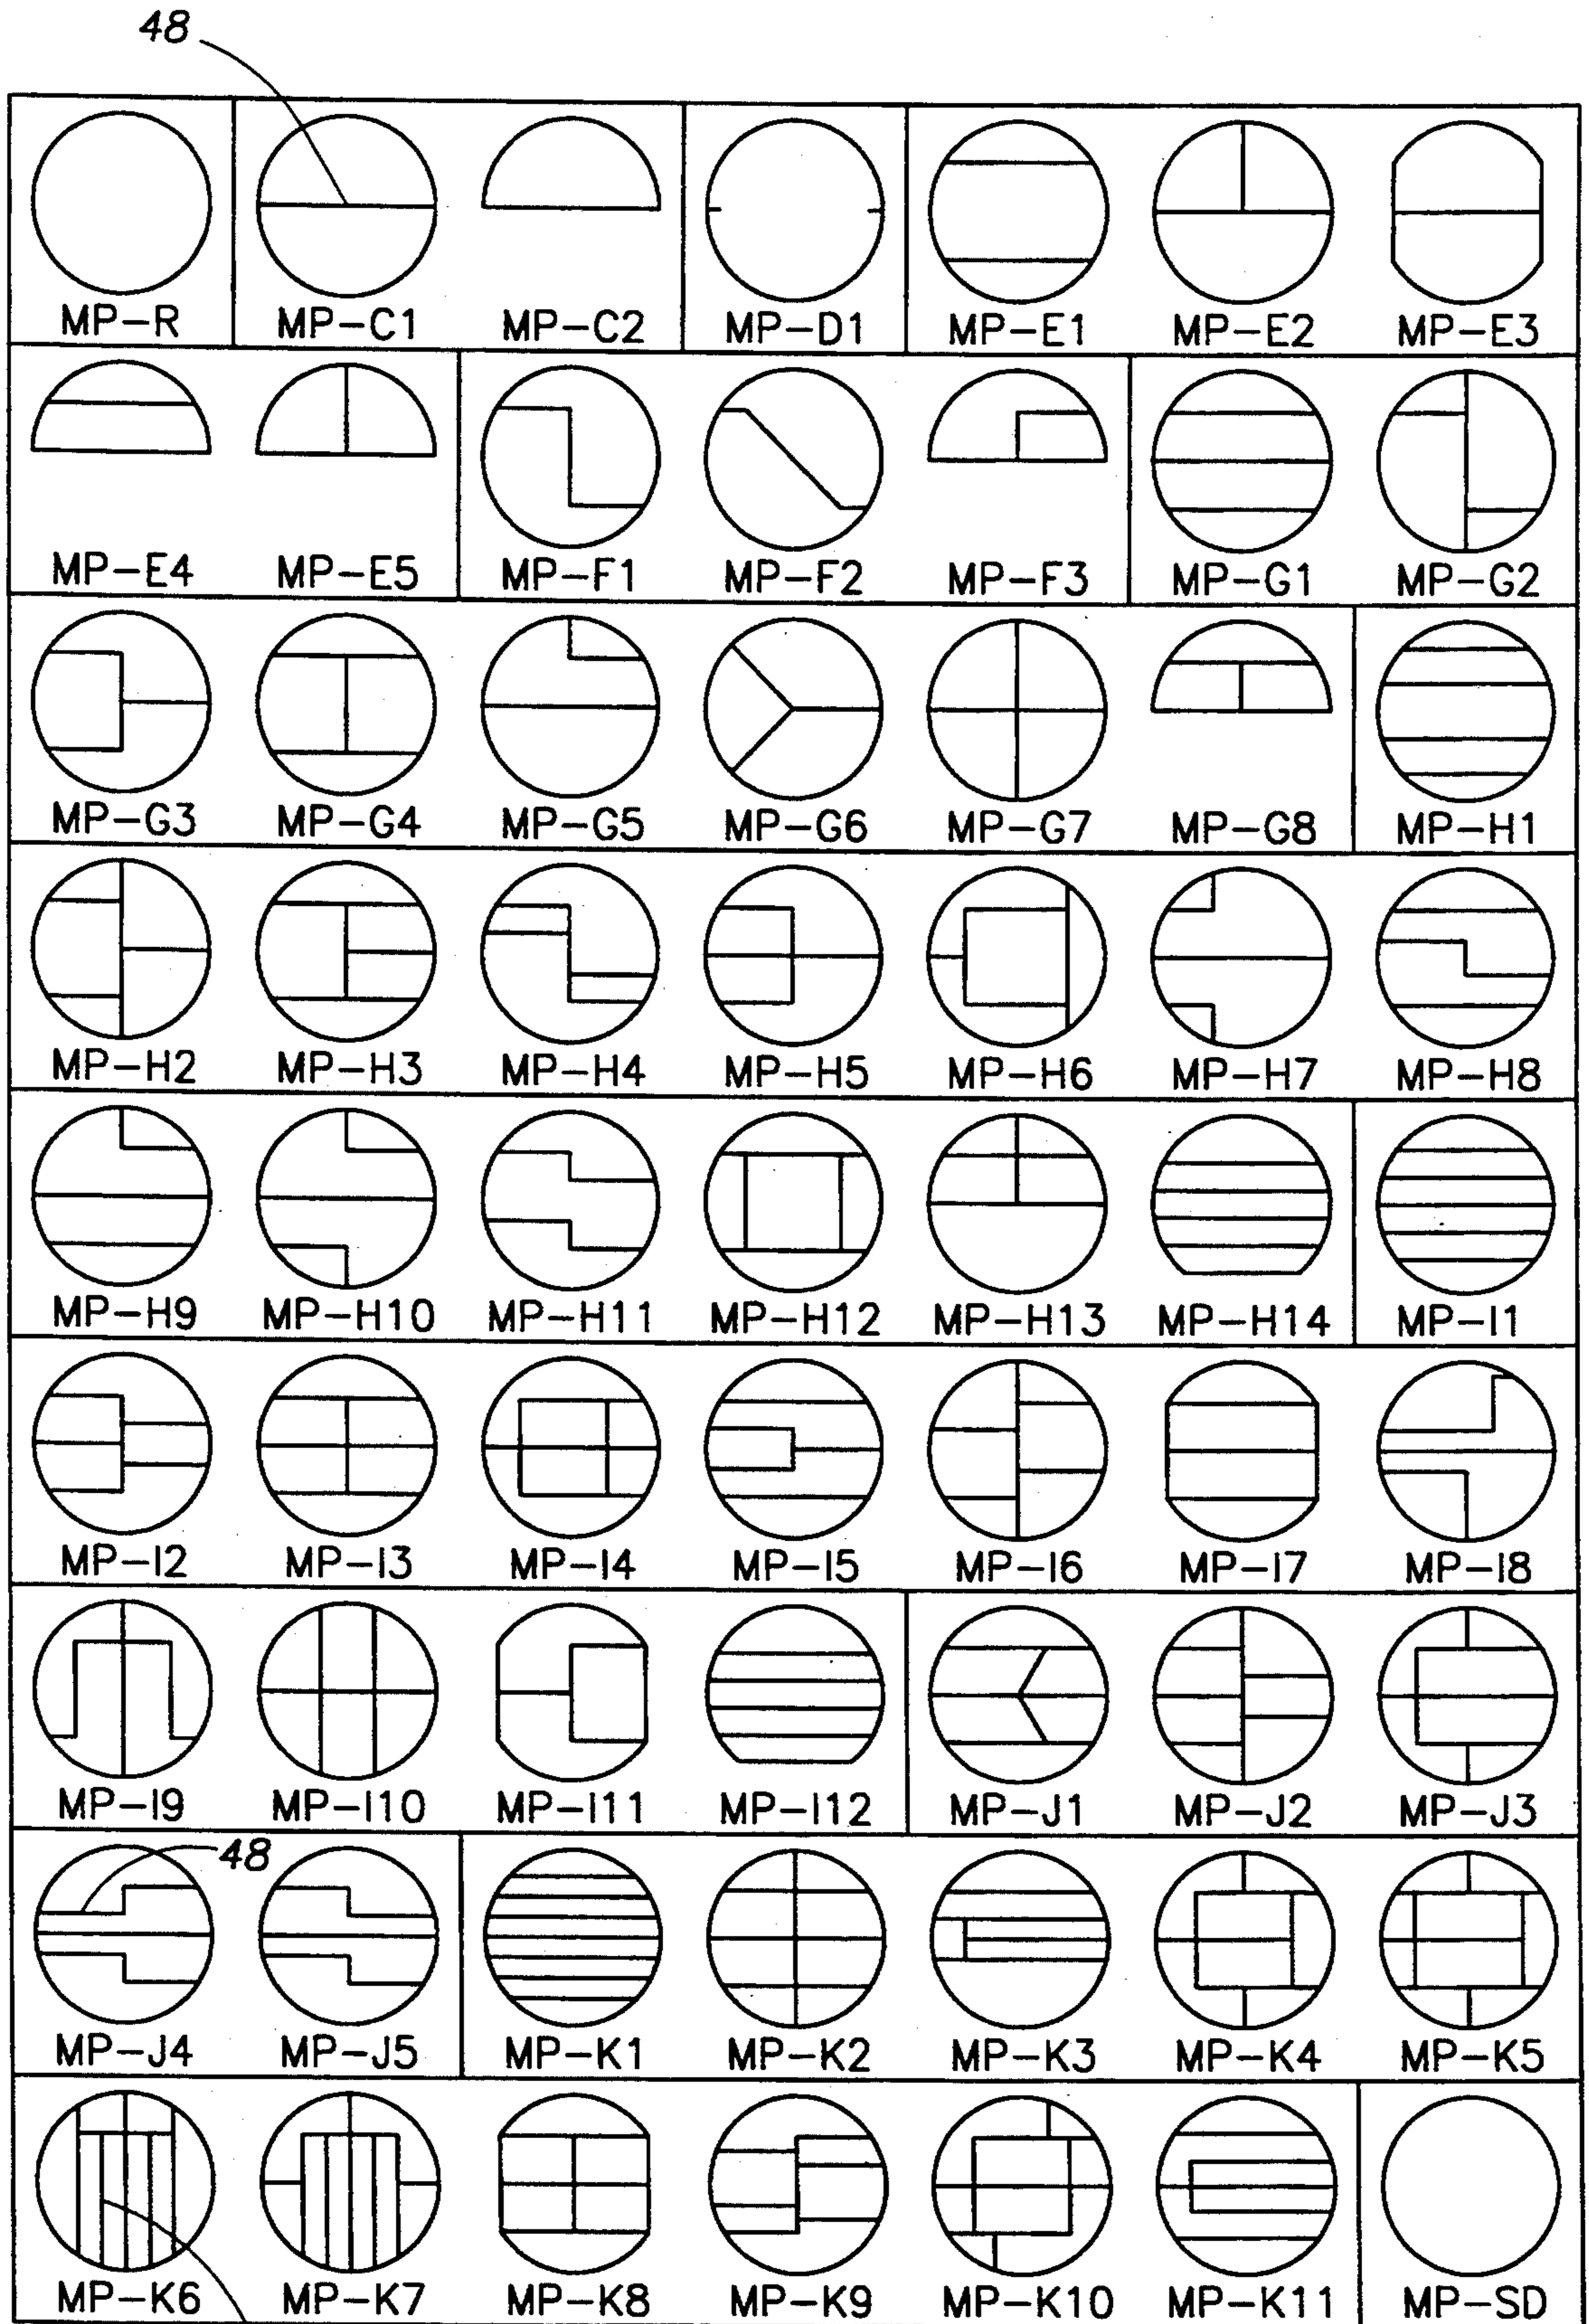 48
MP-R MP-C1 MP-C2 MP-D1 MP-E1 MP-E2 MP-E3
MP-E4 MP-E5 MP-F1 MP-F2 MP-F3 MP-G1 MP-G2
MP-G3 MP-G4 MP-G5 MP-G6 MP-G7 MP-G8 MP-H1
MP-H2 MP-H3 MP-H4 MP-H5 MP-H6 MP-H7 MP-H8
MP-H9 MP-H10 MP-H11 MP-H12 MP-H13 MP-H14 MP-I1
MP-I2 MP-I3 MP-I4 MP-I5 MP-I6 MP-I7 MP-I8
MP-I9 MP-I10 MP-I11 MP-I12 MP-J1 MP-J2 MP-J3
48
MP-J4 MP-J5 MP-K1 MP-K2 MP-K3 MP-K4 MP-K5
MP-K6 MP-K7 MP-K8 MP-K9 MP-K10 MP-K11 MP-SD